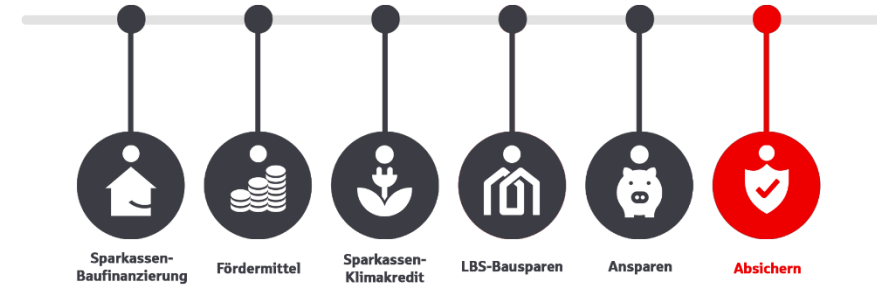 Sparkassen-
Baufinanzierung
Fördermittel
Sparkassen-
Klimakredit
LBS-Bausparen
Ansparen
Absichern